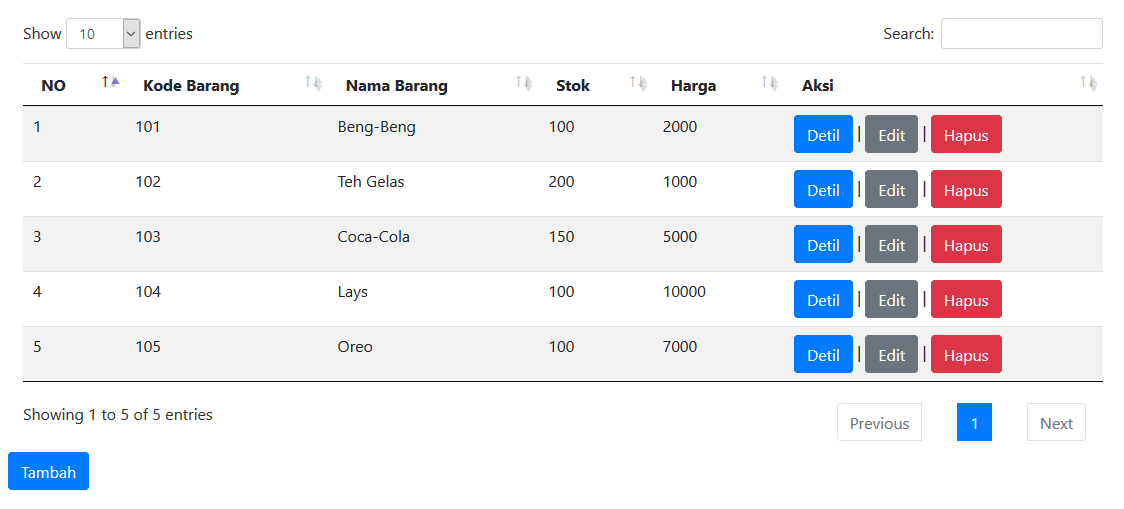 Show 10 entries Search:
NO Kode Barang Nama Barang Stok Harga Aksi
1 101 Beng-Beng 100 2000 Detil | Edit | Hapus
2 102 Teh Gelas 200 1000 Detil | Edit | Hapus
3 103 Coca-Cola 150 5000 Detil | Edit | Hapus
4 104 Lays 100 10000 Detil | Edit | Hapus
5 105 Oreo 100 7000 Detil | Edit | Hapus
Showing 1 to 5 of 5 entries Previous 1 Next
Tambah